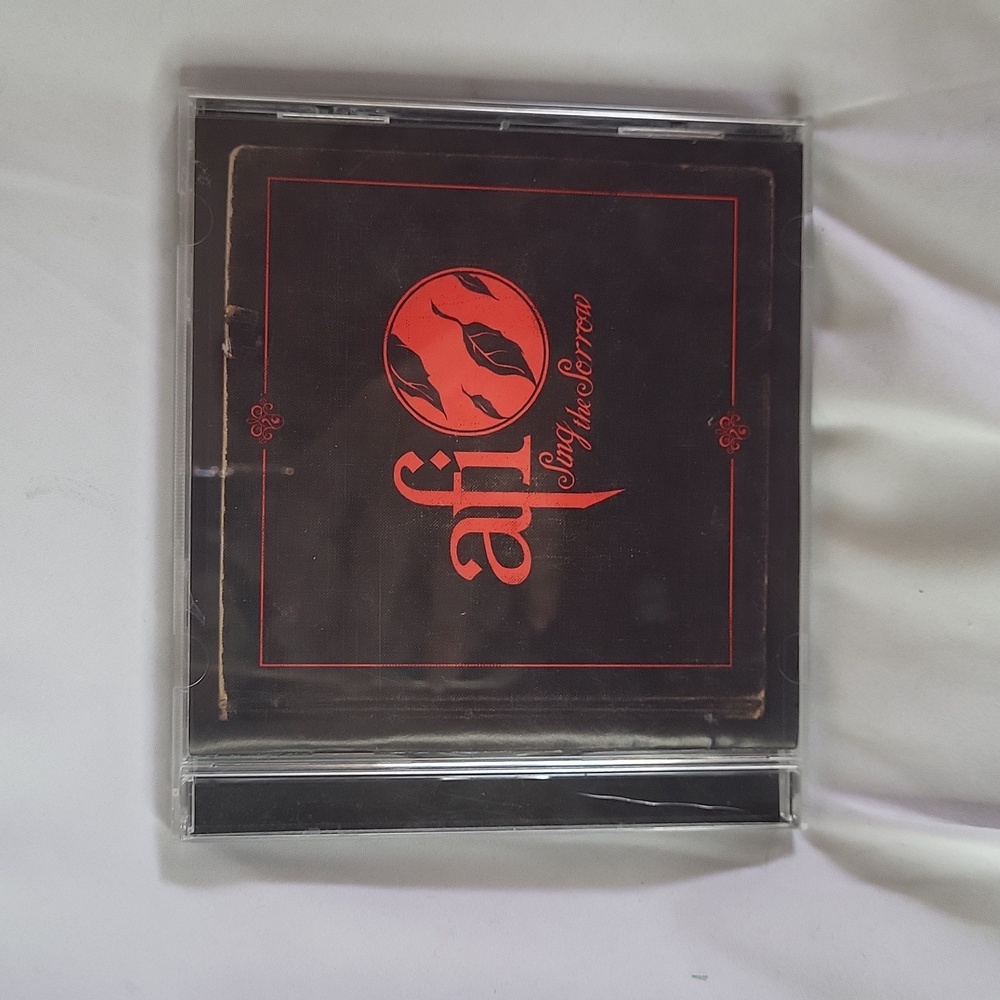 afi
Sing the Sorrow